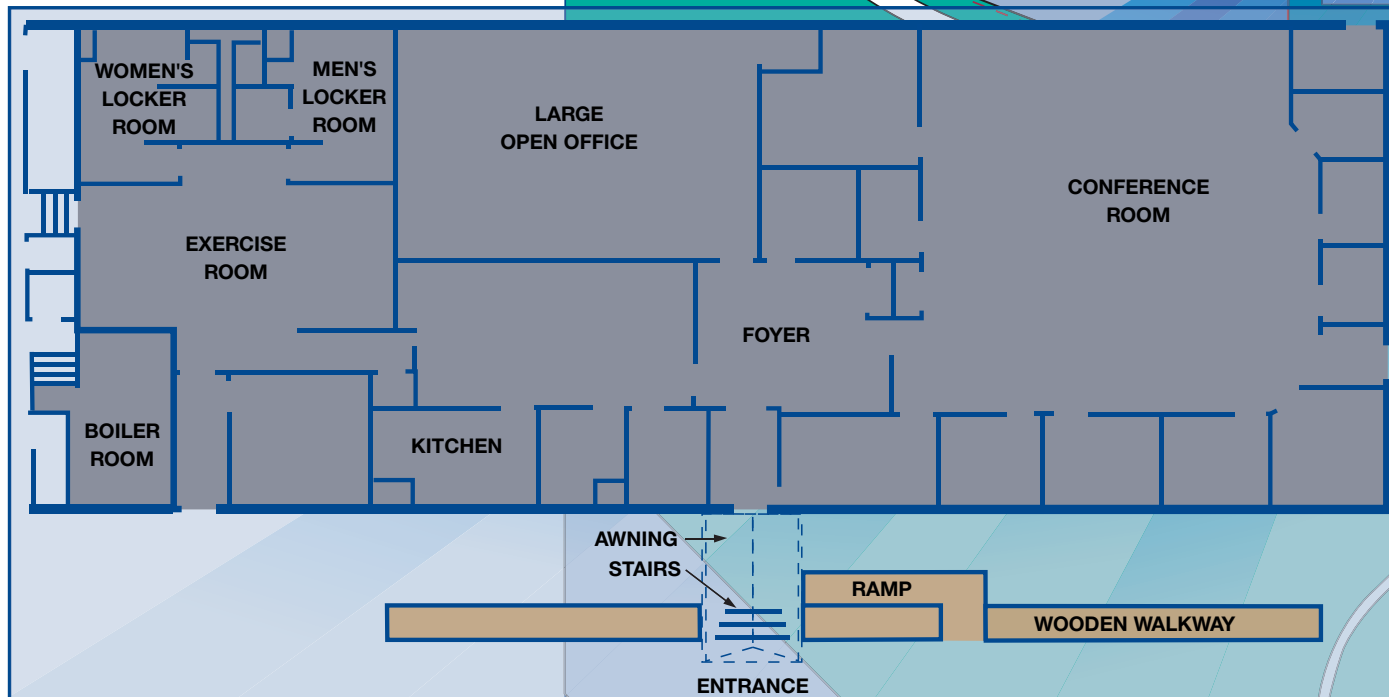 WOMEN'S
LOCKER
ROOM
MEN'S
LOCKER
ROOM
LARGE
OPEN OFFICE
CONFERENCE
ROOM
EXERCISE
ROOM
FOYER
BOILER
ROOM
KITCHEN
AWNING
STAIRS
RAMP
WOODEN WALKWAY
ENTRANCE